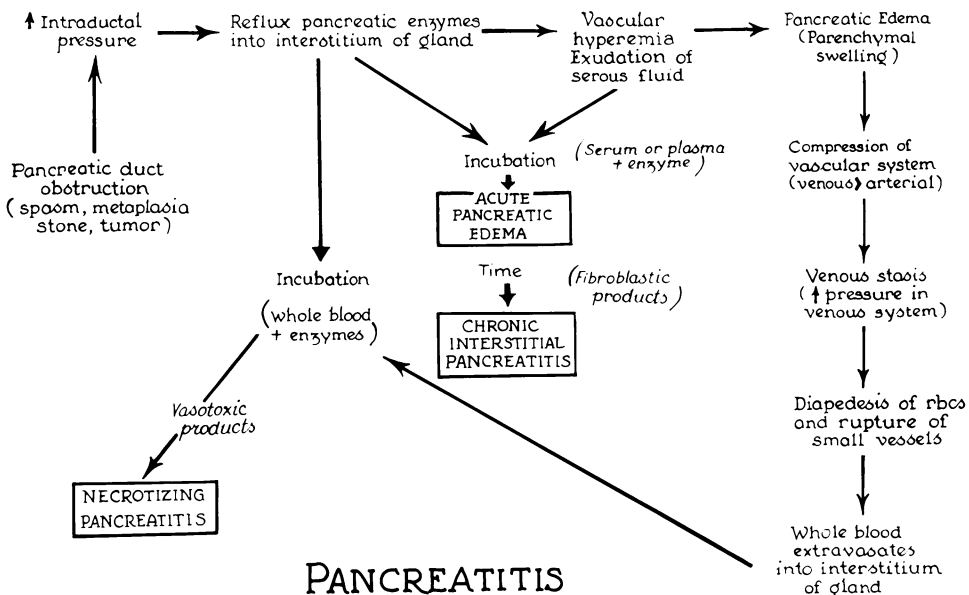 ↑ Intraductal
pressure
Reflux pancreatic enzymes
into interstitium of gland
Vascular
hyperemia
Exudation of
serous fluid
Pancreatic Edema
(Parenchymal
swelling)
Pancreatic duct
obstruction
(spasm, metaplasia
stone, tumor)
Incubation
(Serum or plasma
+ enzyme)
ACUTE
PANCREATIC
EDEMA
Compression of
vascular system
(venous > arterial)
Incubation
(whole blood
+ enzymes)
Time
(Fibroblastic
products)
CHRONIC
INTERSTITIAL
PANCREATITIS
Venous stasis
(↑ pressure in
venous system)
Vasotoxic
products
Diapedesis of rbcs
and rupture of
small vessels
NECROTIZING
PANCREATITIS
Whole blood
extravasates
into interstitium
of gland
PANCREATITIS